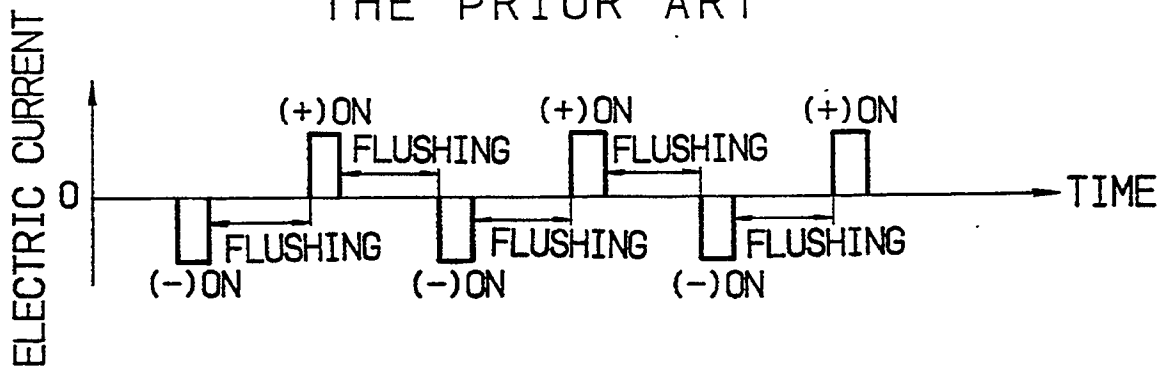 THE PRIOR ART
ELECTRIC CURRENT
(+)ON (+)ON (+)ON
FLUSHING FLUSHING
0
TIME
FLUSHING FLUSHING FLUSHING
(-)ON (-)ON (-)ON